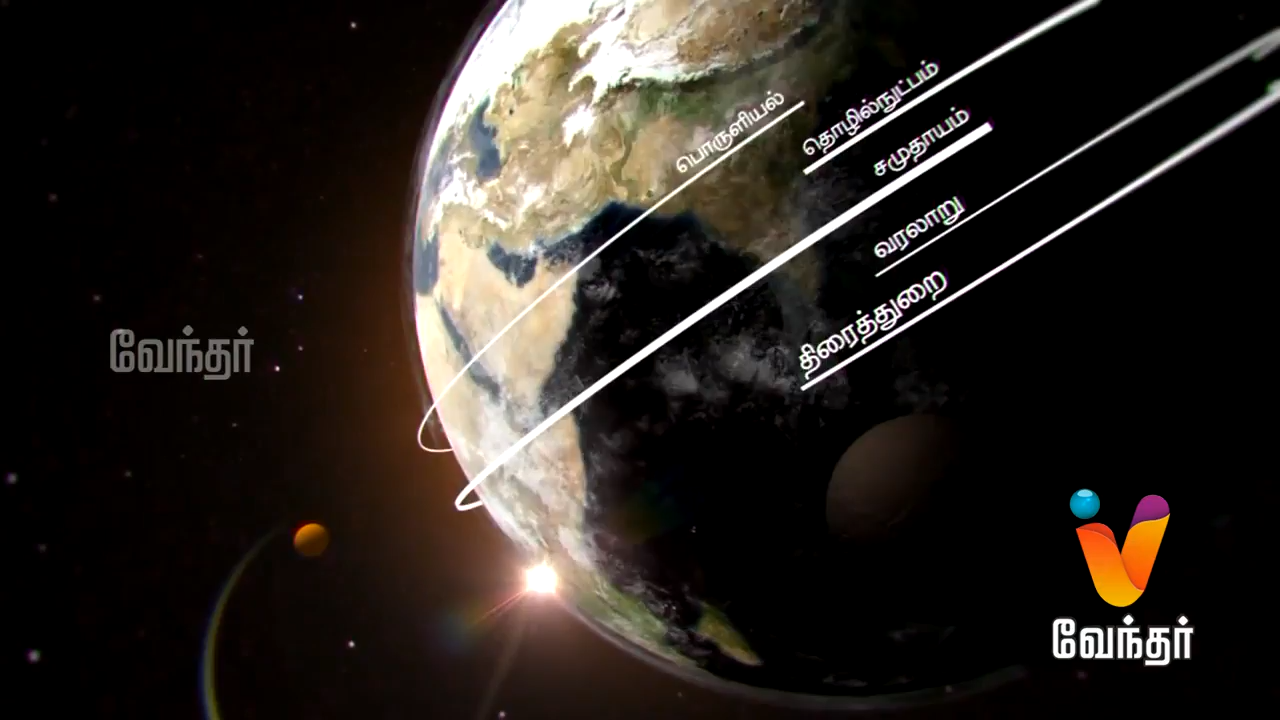 பொருளியல்
தொழில்நுட்பம்
சமுதாயம்
வரலாறு
திரைத்துறை
வேந்தர்
வேந்தர்